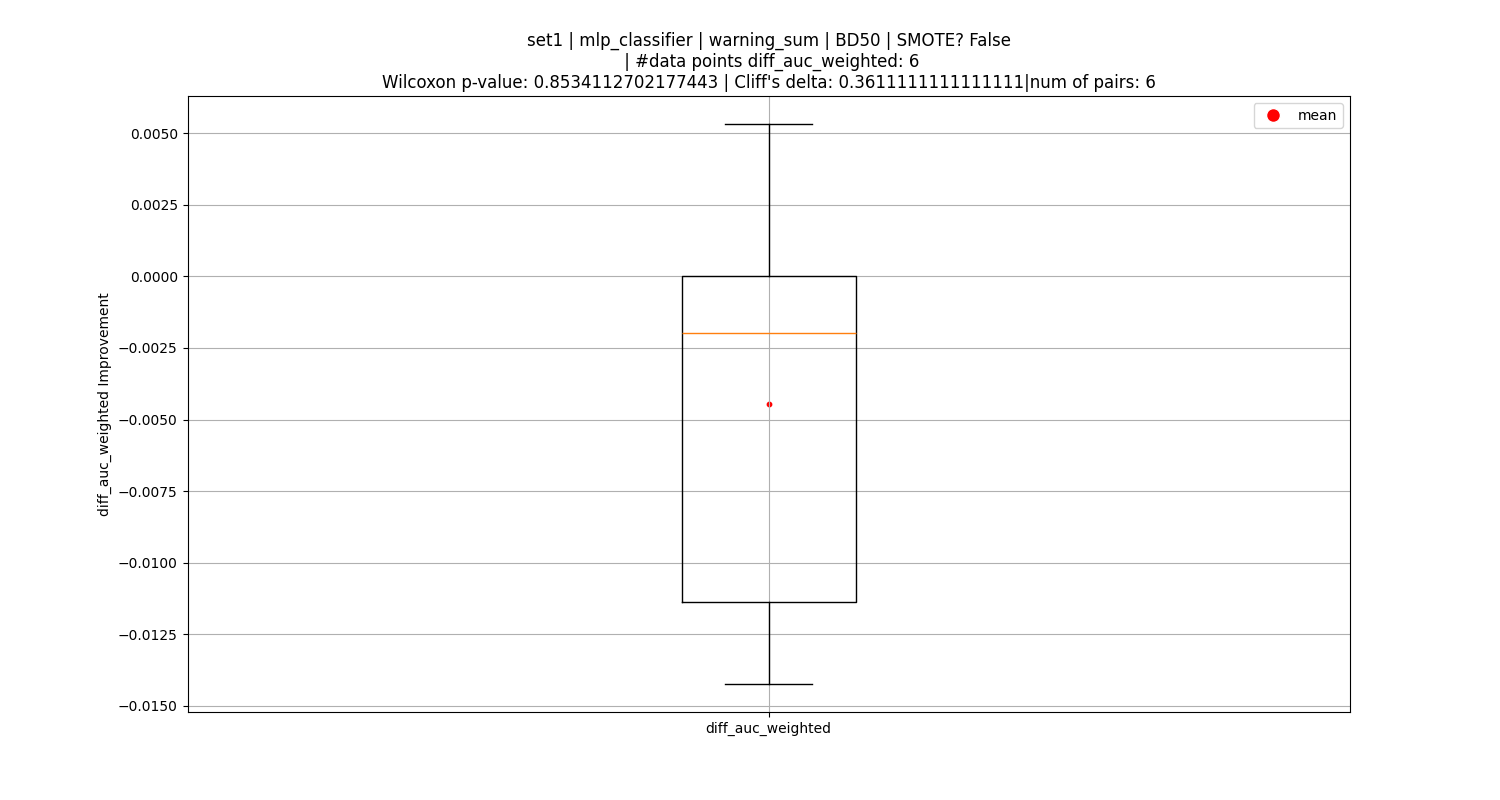 set1 | mlp_classifier | warning_sum | BD50 | SMOTE? False
| #data points diff_auc_weighted: 6
Wilcoxon p-value: 0.8534112702177443 | Cliff's delta: 0.3611111111111111|num of pairs: 6
mean
0.0050
0.0025
0.0000
−0.0025
−0.0050
−0.0075
−0.0100
−0.0125
−0.0150
diff_auc_weighted Improvement
diff_auc_weighted